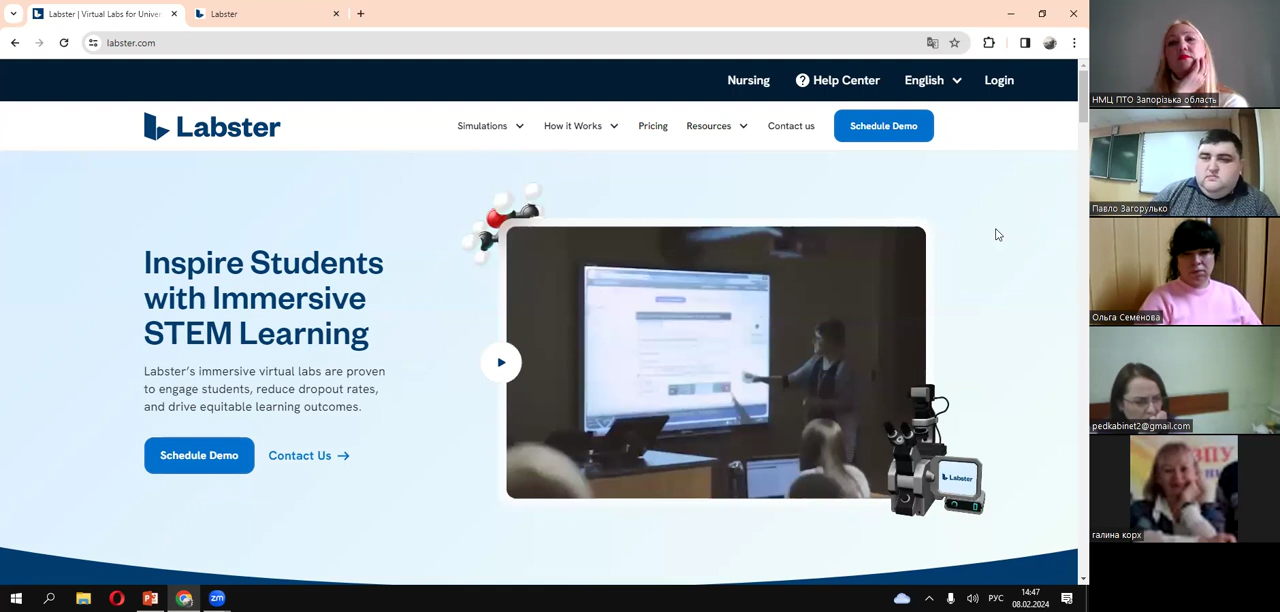 Labster | Virtual Labs for Univer
Labster
labster.com
Nursing
Help Center
English
Login
Labster
Simulations
How it Works
Pricing
Resources
Contact us
Schedule Demo
Inspire Students
with Immersive
STEM Learning
Labster's immersive virtual labs are proven
to engage students, reduce dropout rates,
and drive equitable learning outcomes.
Schedule Demo
Contact Us →
Labster
НМЦ ПТО Запорізька область
Павло Загорулько
Ольга Семенова
pedkabinet2@gmail.com
ЗПУ
галина корх
zm
РУС
14:47
08.02.2024